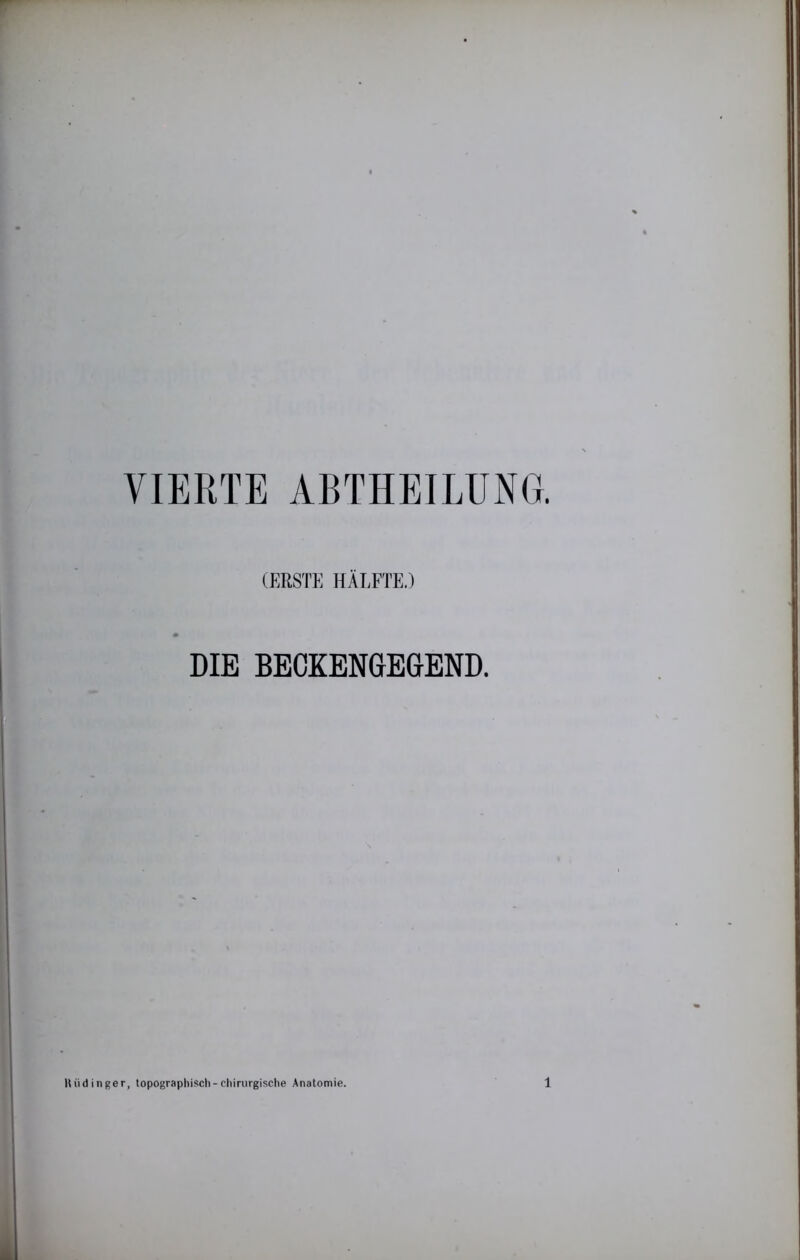 VIERTE ABTHEILUNG.
(ERSTE HÄLFTE.)
DIE BECKENGEGEND.
Rüdinger, topographisch-chirurgische Anatomie. 1